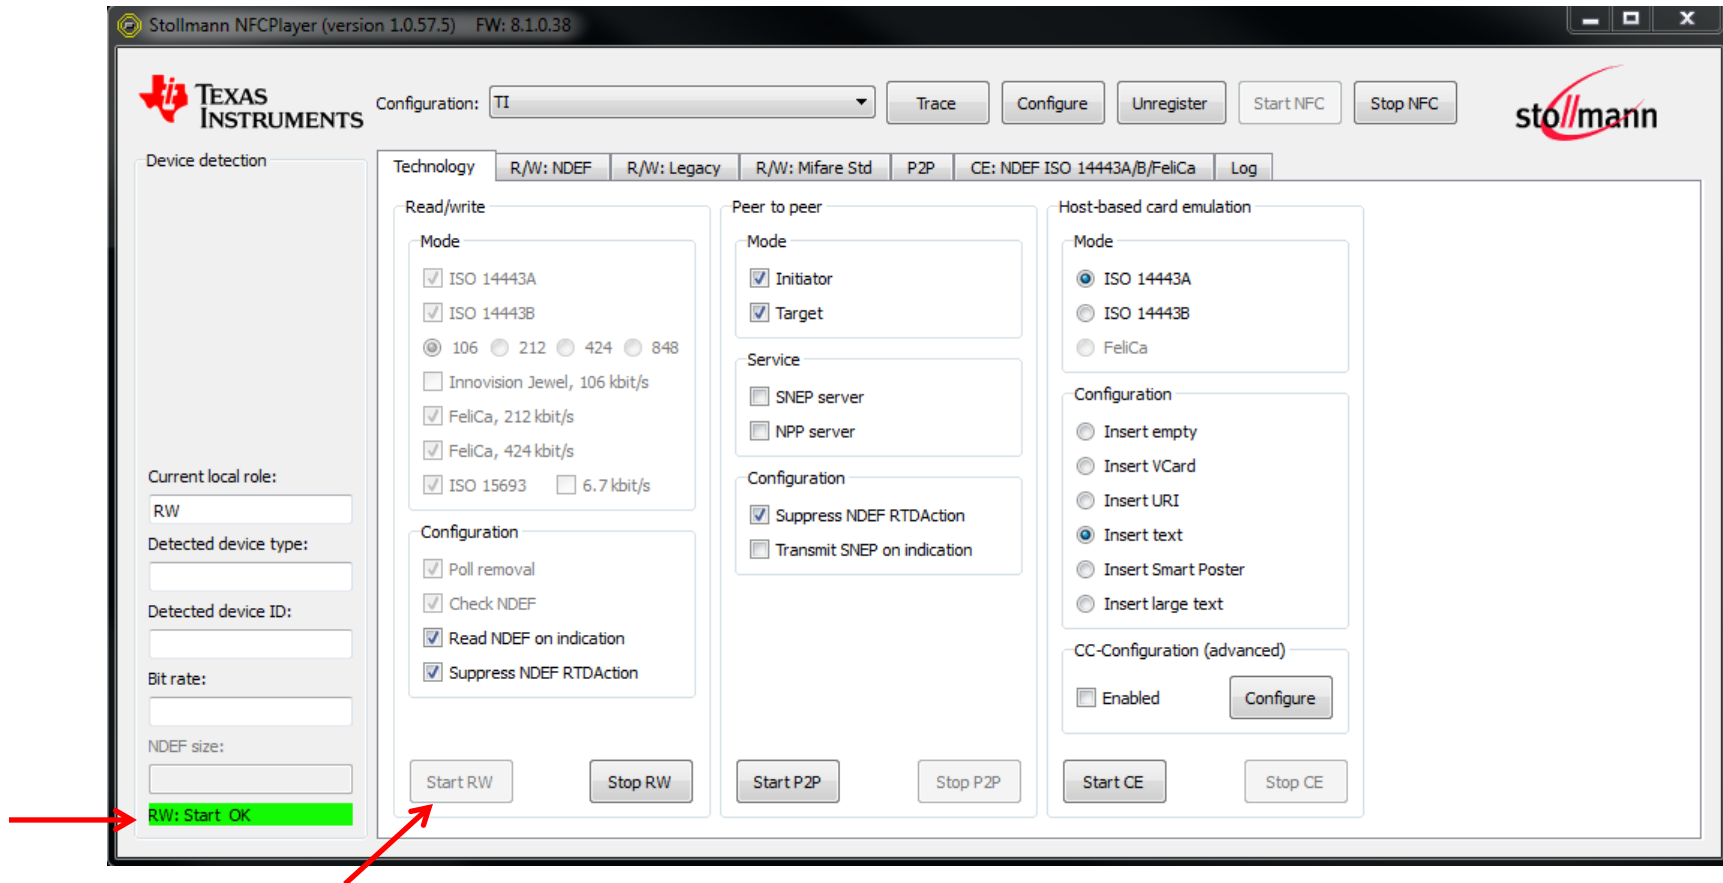 Stollmann NFCPlayer (version 1.0.57.5)    FW: 8.1.0.38
TEXAS INSTRUMENTS
Configuration: TI
Trace
Configure
Unregister
Start NFC
Stop NFC
stollmann
Device detection
Current local role:
RW
Detected device type:
Detected device ID:
Bit rate:
NDEF size:
RW: Start OK
Technology
R/W: NDEF
R/W: Legacy
R/W: Mifare Std
P2P
CE: NDEF ISO 14443A/B/FeliCa
Log
Read/write
Mode
ISO 14443A
ISO 14443B
106 212 424 848
Innovision Jewel, 106 kbit/s
FeliCa, 212 kbit/s
FeliCa, 424 kbit/s
ISO 15693 6.7 kbit/s
Configuration
Poll removal
Check NDEF
Read NDEF on indication
Suppress NDEF RTDAction
Start RW
Stop RW
Peer to peer
Mode
Initiator
Target
Service
SNEP server
NPP server
Configuration
Suppress NDEF RTDAction
Transmit SNEP on indication
Start P2P
Stop P2P
Host-based card emulation
Mode
ISO 14443A
ISO 14443B
FeliCa
Configuration
Insert empty
Insert VCard
Insert URI
Insert text
Insert Smart Poster
Insert large text
CC-Configuration (advanced)
Enabled
Configure
Start CE
Stop CE